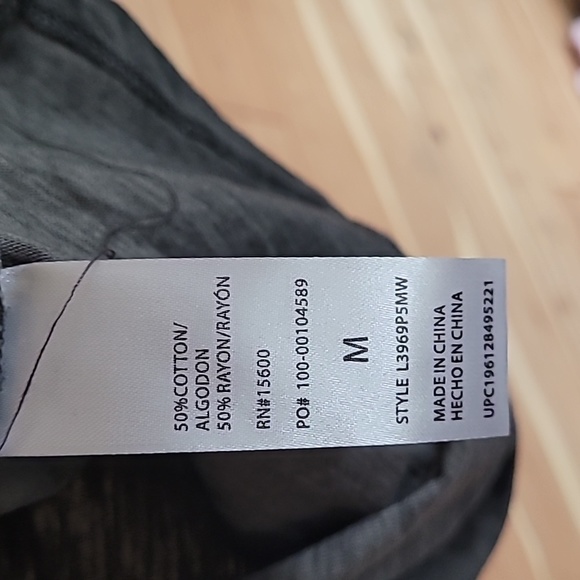 50%COTTON/
ALGODON
50% RAYON/RAYÓN
RN#15600
PO# 100-00104589
M
STYLE L3969P5MW
MADE IN CHINA
HECHO EN CHINA
UPC196128495221